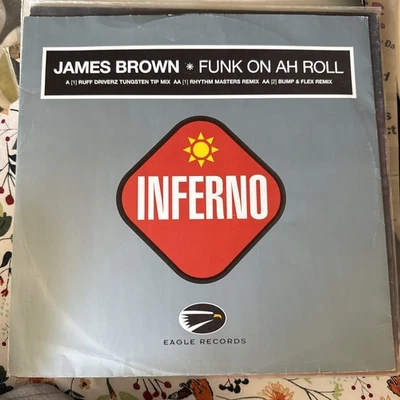 JAMES BROWN ✷ FUNK ON AH ROLL
A [1] RUFF DRIVERZ TUNGSTEN TIP MIX AA [1] RHYTHM MASTERS REMIX AA [2] BUMP & FLEX REMIX
INFERNO
EAGLE RECORDS